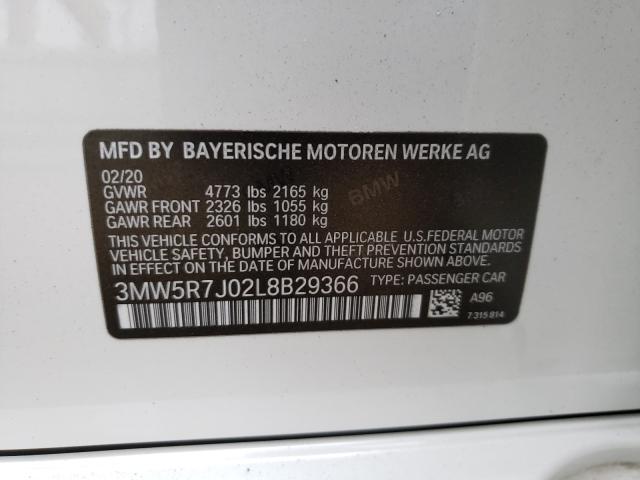 MFD BY BAYERISCHE MOTOREN WERKE AG
02/20
GVWR 4773 lbs 2165 kg
GAWR FRONT 2326 lbs 1055 kg
GAWR REAR 2601 lbs 1180 kg
THIS VEHICLE CONFORMS TO ALL APPLICABLE U.S.FEDERAL MOTOR
VEHICLE SAFETY, BUMPER AND THEFT PREVENTION STANDARDS
IN EFFECT ON THE DATE OF MANUFACTURE SHOWN ABOVE.
3MW5R7J02L8B29366 TYPE: PASSENGER CAR
A96
7 315 814
BMW